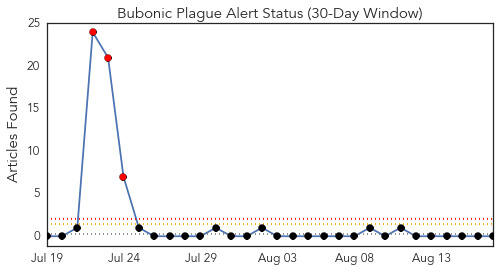 Bubonic Plague Alert Status (30-Day Window)
Articles Found
25
20
15
10
5
0
Jul 19 Jul 24 Jul 29 Aug 03 Aug 08 Aug 13